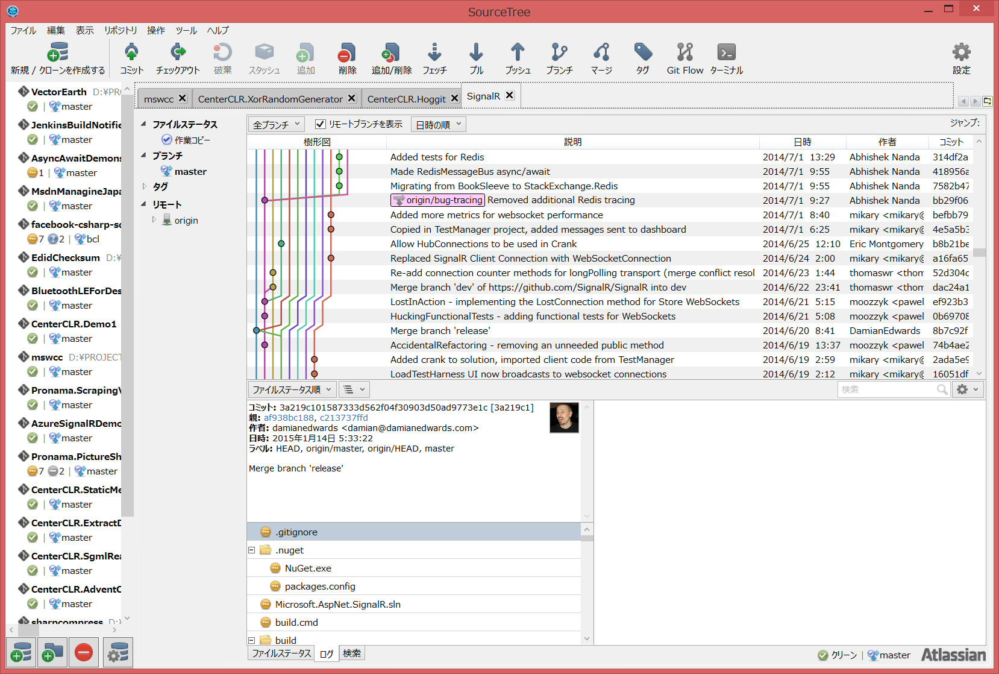 SourceTree
ファイル 編集 表示 リポジトリ 操作 ツール ヘルプ
新規 / クローンを作成する コミット チェックアウト 破棄 スタッシュ 追加 削除 追加/削除 フェッチ プル プッシュ ブランチ マージ タグ Git Flow ターミナル 設定
VectorEarth D:¥PR
master
JenkinsBuildNotifie
master
AsyncAwaitDemons
1 | master
MsdnManagineJapa
master
facebook-csharp-sd
7 2 | bcl
EdidChecksum D:¥
master
BluetoothLEForDes
master
CenterCLR.Demo1
master
mswcc D:¥PROJECT
master
Pronama.ScrapingV
master
AzureSignalRDemo
master
Pronama.PictureSh
7 2 | master
CenterCLR.StaticMe
master
CenterCLR.ExtractD
master
CenterCLR.SgmlRea
master
CenterCLR.AdventC
master
sharpcompress D:¥
mswcc CenterCLR.XorRandomGenerator CenterCLR.Hoggit SignalR
ファイルステータス
作業コピー
ブランチ
master
タグ
リモート
origin
全ブランチ リモートブランチを表示 日時の順 ジャンプ:
樹形図 説明 日時 作者 コミット
Added tests for Redis 2014/7/1 13:29 Abhishek Nanda 314df2a
Made RedisMessageBus async/await 2014/7/1 9:55 Abhishek Nanda 418956a
Migrating from BookSleeve to StackExchange.Redis 2014/7/1 9:55 Abhishek Nanda 7582b47
origin/bug-tracing Removed additional Redis tracing 2014/7/1 9:27 Abhishek Nanda bb29f06
Added more metrics for websocket performance 2014/7/1 8:40 mikary <mikary@ befbb79
Copied in TestManager project, added messages sent to dashboard 2014/7/1 6:25 mikary <mikary@ 4e5a5b3
Allow HubConnections to be used in Crank 2014/6/25 12:10 Eric Montgomery b8b21be
Replaced SignalR Client Connection with WebSocketConnection 2014/6/24 2:00 mikary <mikary@ a16fa65
Re-add connection counter methods for longPolling transport (merge conflict resol 2014/6/23 1:44 thomaswr <thom 52d304c
Merge branch 'dev' of https://github.com/SignalR/SignalR into dev 2014/6/22 23:41 thomaswr <thom dac24a1
LostInAction - implementing the LostConnection method for Store WebSockets 2014/6/21 5:15 moozzyk <pawel ef923b3
HuckingFunctionalTests - adding functional tests for WebSockets 2014/6/21 5:08 moozzyk <pawel 0b69708
Merge branch 'release' 2014/6/20 8:41 DamianEdwards 8b7c92f
AccidentalRefactoring - removing an unneeded public method 2014/6/19 13:37 moozzyk <pawel 74b4ae2
Added crank to solution, imported client code from TestManager 2014/6/19 2:59 mikary <mikary@ 2ada5e9
LoadTestHarness UI now broadcasts to websocket connections 2014/6/19 2:12 mikary <mikary@ 16051df
ファイルステータス順 検索
コミット: 3a219c101587333d562f04f30903d50ad9773e1c [3a219c1]
親: af938bc188, c213737ffd
作者: damianedwards <damian@damianedwards.com>
日時: 2015年1月14日 5:33:22
ラベル: HEAD, origin/master, origin/HEAD, master
Merge branch 'release'
.gitignore
.nuget
NuGet.exe
packages.config
Microsoft.AspNet.SignalR.sln
build.cmd
build
ファイルステータス ログ 検索
クリーン | master Atlassian